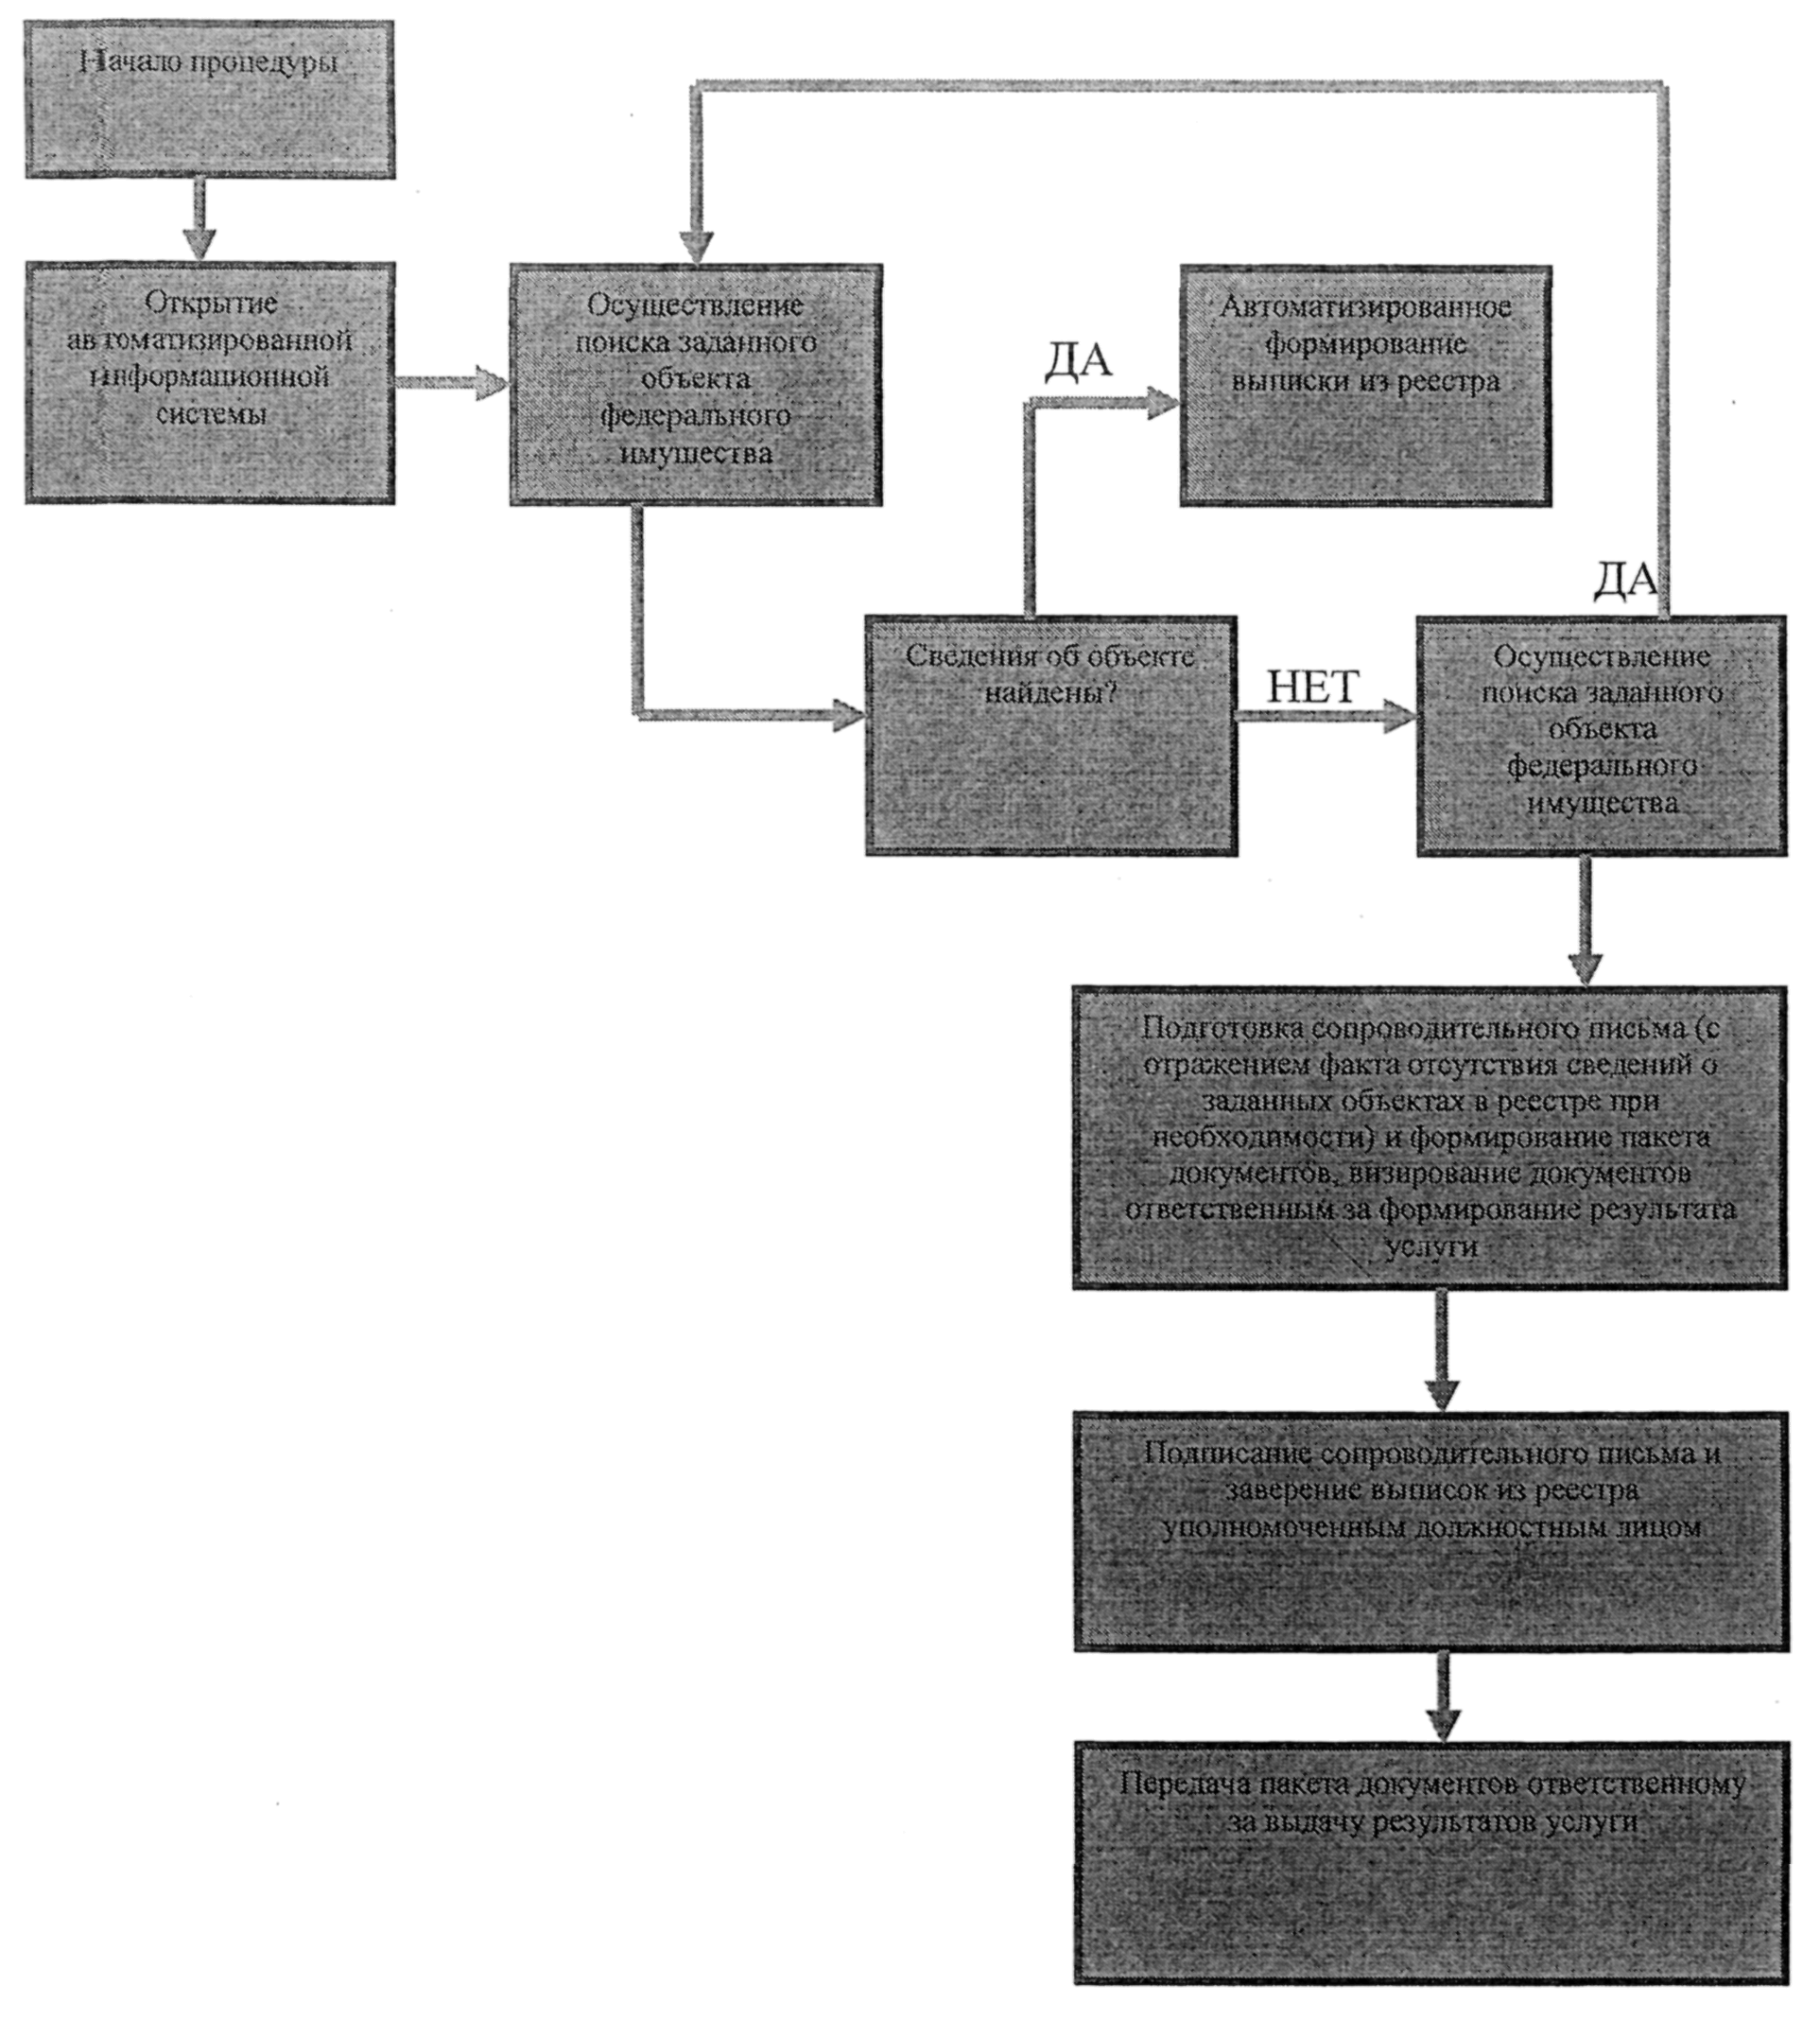 Начало процедуры
Открытие
автоматизированной
информационной
системы
Осуществление
поиска заданного
объекта
федерального
имущества
ДА
Автоматизированное
формирование
выписки из реестра
Сведения об объекте
найдены?
НЕТ
ДА
Осуществление
поиска заданного
объекта
федерального
имущества
Подготовка сопроводительного письма (с
отражением факта отсутствия сведений о
заданных объектах в реестре при
необходимости) и формирование пакета
документов, визирование документов
ответственным за формирование результата
услуги
Подписание сопроводительного письма и
заверение выписок из реестра
уполномоченным должностным лицом
Передача пакета документов ответственному
за выдачу результатов услуги